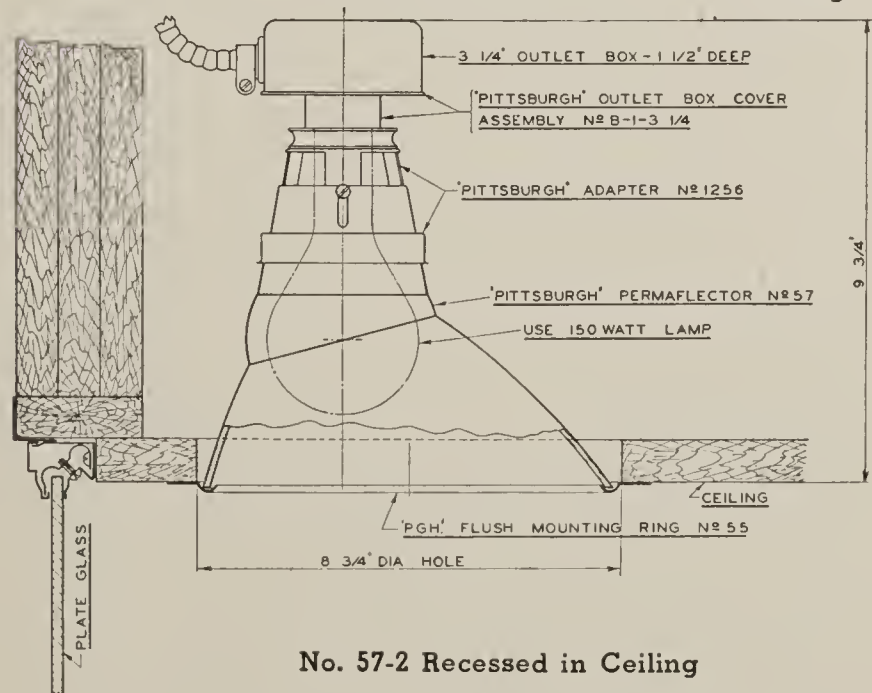 3 1/4" OUTLET BOX-1 1/2" DEEP
"PITTSBURGH" OUTLET BOX COVER
ASSEMBLY Nº B-1-3 1/4
"PITTSBURGH" ADAPTER Nº 1256
9 3/4"
"PITTSBURGH" PERMAFLECTOR Nº 57
USE 150 WATT LAMP
CEILING
"PGH." FLUSH MOUNTING RING Nº 55
8 3/4" DIA HOLE
PLATE GLASS
No. 57-2 Recessed in Ceiling